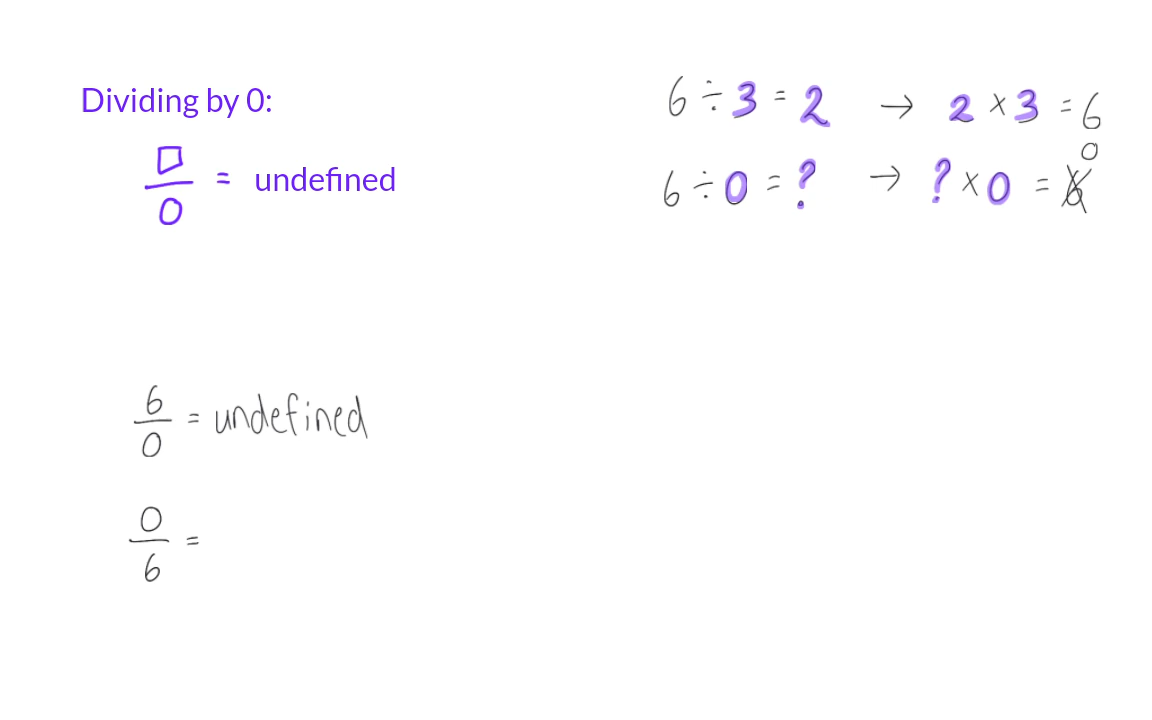 Dividing by 0:
□/0 = undefined
6 ÷ 3 = 2 → 2 × 3 = 6
6 ÷ 0 = ? → ? × 0 = 6 0
6/0 = undefined
0/6 =